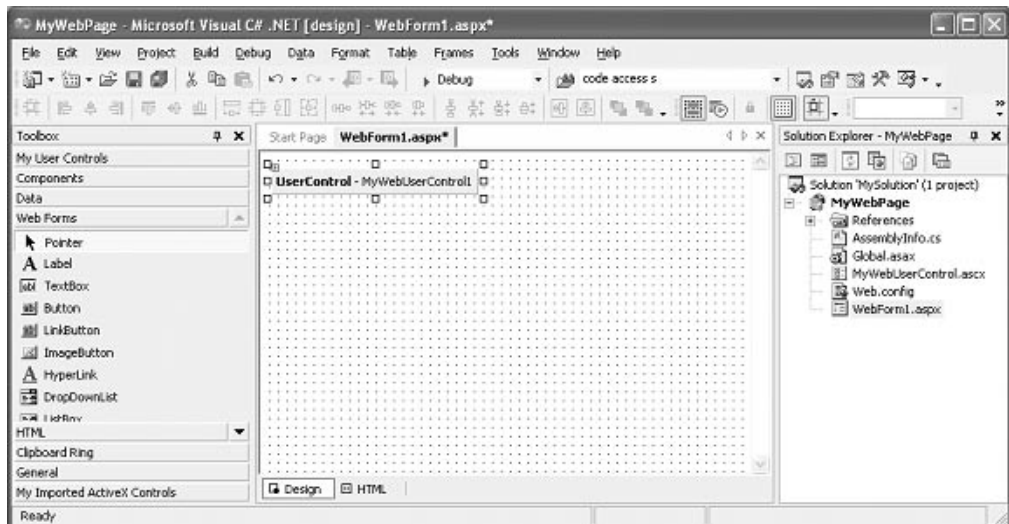 MyWebPage - Microsoft Visual C# .NET [design] - WebForm1.aspx*
File Edit View Project Build Debug Data Format Table Frames Tools Window Help
Debug code access s
Toolbox
My User Controls
Components
Data
Web Forms
Pointer
Label
TextBox
Button
LinkButton
ImageButton
HyperLink
DropDownList
ListBox
HTML
Clipboard Ring
General
My Imported ActiveX Controls
Start Page WebForm1.aspx*
UserControl - MyWebUserControl1
Design HTML
Solution Explorer - MyWebPage
Solution 'MySolution' (1 project)
MyWebPage
References
AssemblyInfo.cs
Global.asax
MyWebUserControl.ascx
Web.config
WebForm1.aspx
Ready